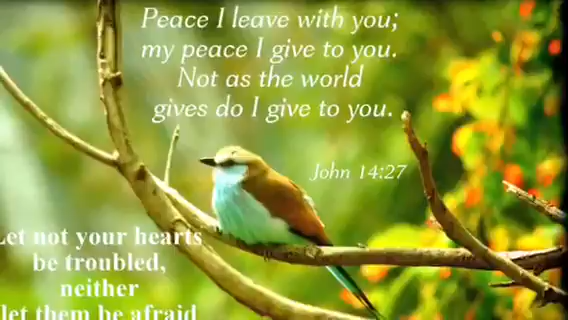 Peace I leave with you;
my peace I give to you.
Not as the world
gives do I give to you.
John 14:27
Let not your hearts
be troubled,
neither
let them be afraid